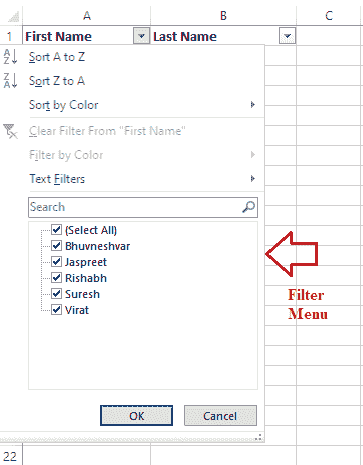 A B C
1 First Name Last Name
A Z Sort A to Z
Z A Sort Z to A
Sort by Color
Clear Filter From "First Name"
Filter by Color
Text Filters
Search
(Select All)
Bhuvneshvar
Jaspreet
Rishabh
Suresh
Virat
Filter
Menu
OK Cancel
22